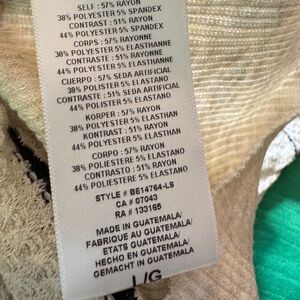 SELF : 57% RAYON
38% POLYESTER 5% SPANDEX
CONTRAST : 51% RAYON
44% POLYESTER 5% SPANDEX
CORPS : 57% RAYONNE
38% POLYESTER 5% ELASTHANNE
CONTRASTE : 51% RAYONNE
44% POLYESTER 5% ELASTHANNE
CUERPO : 57% SEDA ARTIFICIAL
38% POLIESTER 5% ELASTANO
CONTRASTE : 51% SEDA ARTIFICIAL
44% POLISTER 5% ELASTANO
KORPER : 57% RAYON
38% POLYESTER 5% ELASTHAN
KONTRAST : 51% RAYON
44% POLYESTER 5% ELASTHAN
CORPO : 57% RAYON
38% POLIESTERE 5% ELASTANO
CONTRASTO : 51% RAYON
44% POLIESTERE 5% ELASTANO
STYLE # BE14764-LS
CA # 07043
RA # 133165
MADE IN GUATEMALA/
FABRIQUE AU GUATEMALA/
ETATS GUATEMALA/
HECHO EN GUATEMALA/
GEMACHT IN GUATEMALA/
L/G